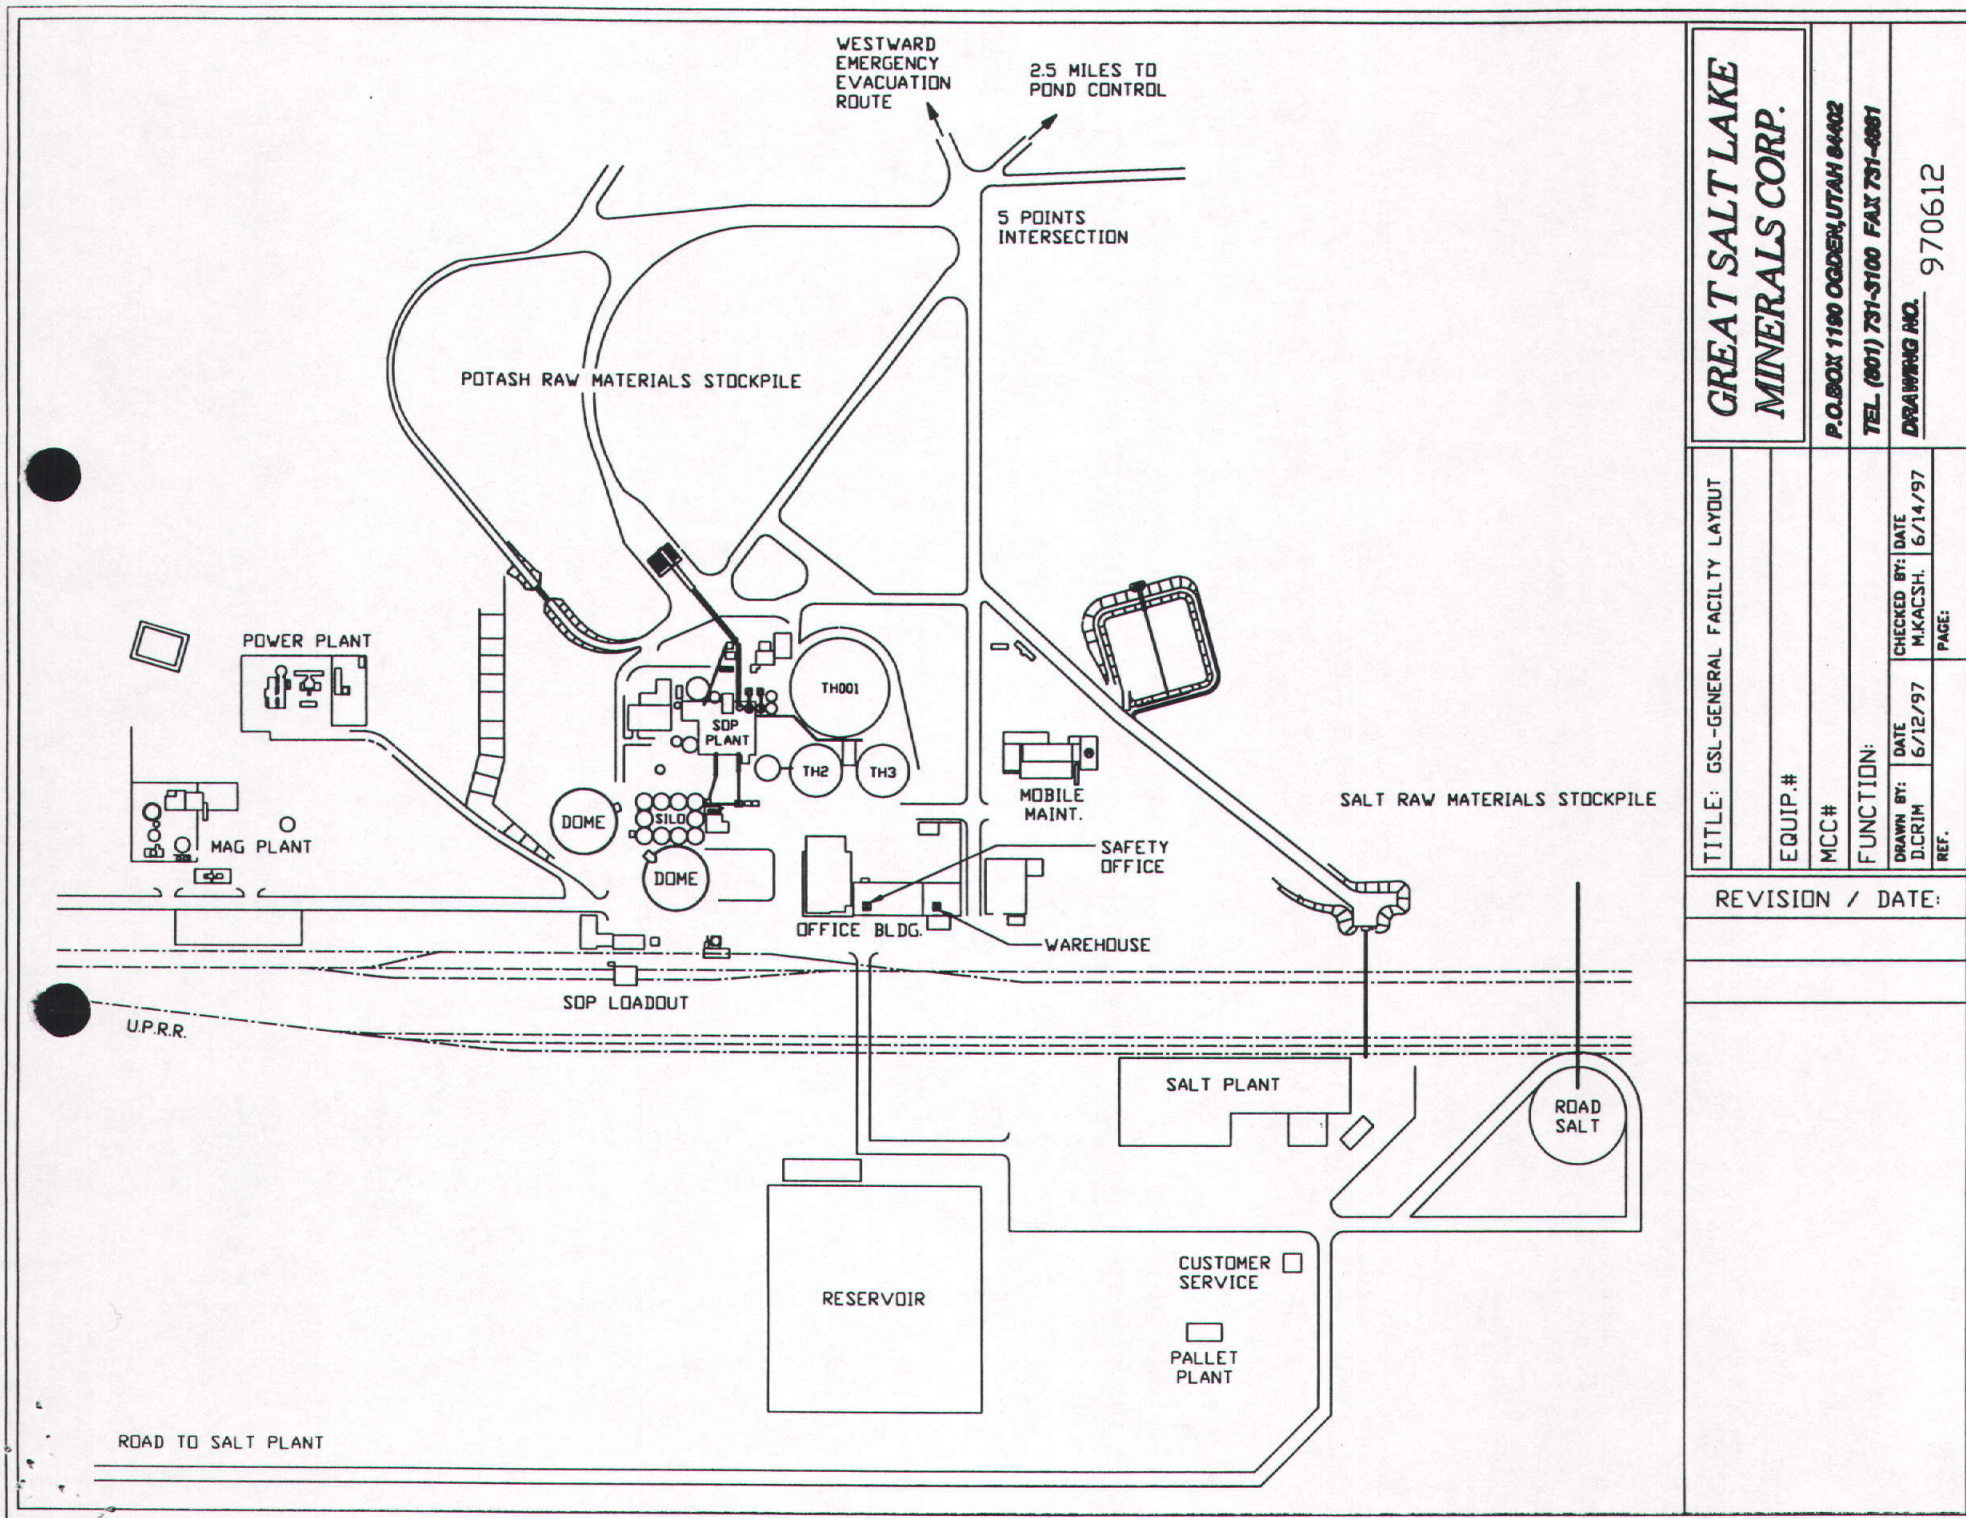 WESTWARD
EMERGENCY
EVACUATION
ROUTE
2.5 MILES TO
POND CONTROL
5 POINTS
INTERSECTION
POTASH RAW MATERIALS STOCKPILE
POWER PLANT
TH001
SOP
PLANT
TH2
TH3
MOBILE
MAINT.
SALT RAW MATERIALS STOCKPILE
DOME
SILO
MAG PLANT
DOME
SAFETY
OFFICE
OFFICE BLDG.
WAREHOUSE
SOP LOADOUT
U.P.R.R.
SALT PLANT
ROAD
SALT
CUSTOMER
SERVICE
RESERVOIR
PALLET
PLANT
ROAD TO SALT PLANT
GREAT SALT LAKE
MINERALS CORP.
P.O.BOX 1190 OGDEN,UTAH 84402
TEL. (801) 731-3100 FAX 731-4881
DRAWING NO. 970612
TITLE: GSL-GENERAL FACILITY LAYOUT
EQUIP.#
MCC#
FUNCTION:
DRAWN BY: DATE CHECKED BY: DATE
D.CRIM 6/12/97 M.KACSH. 6/14/97
REF. PAGE:
REVISION / DATE: